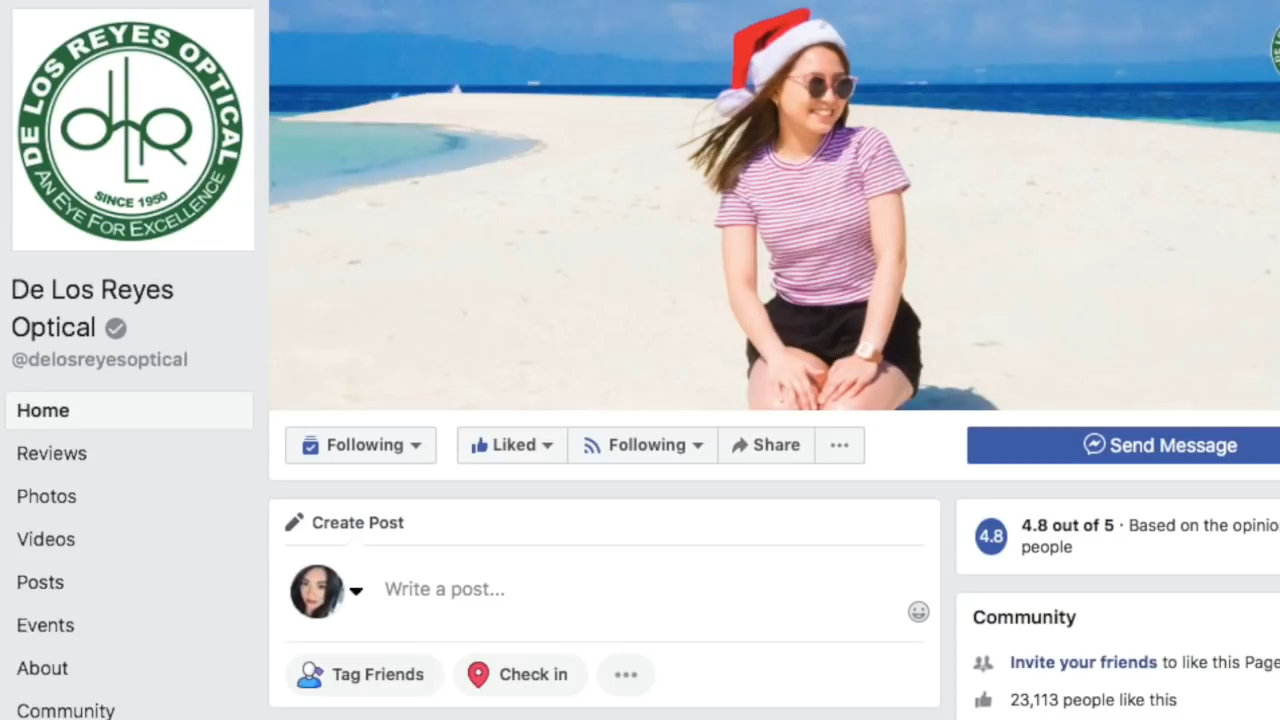 DE LOS REYES OPTICAL
dLR
SINCE 1950
AN EYE FOR EXCELLENCE
De Los Reyes
Optical
@delosreyesoptical
Home
Reviews
Photos
Videos
Posts
Events
About
Community
Following
Liked
Following
Share
Send Message
Create Post
Write a post...
Tag Friends
Check in
4.8
4.8 out of 5 · Based on the opinio
people
Community
Invite your friends to like this Page
23,113 people like this